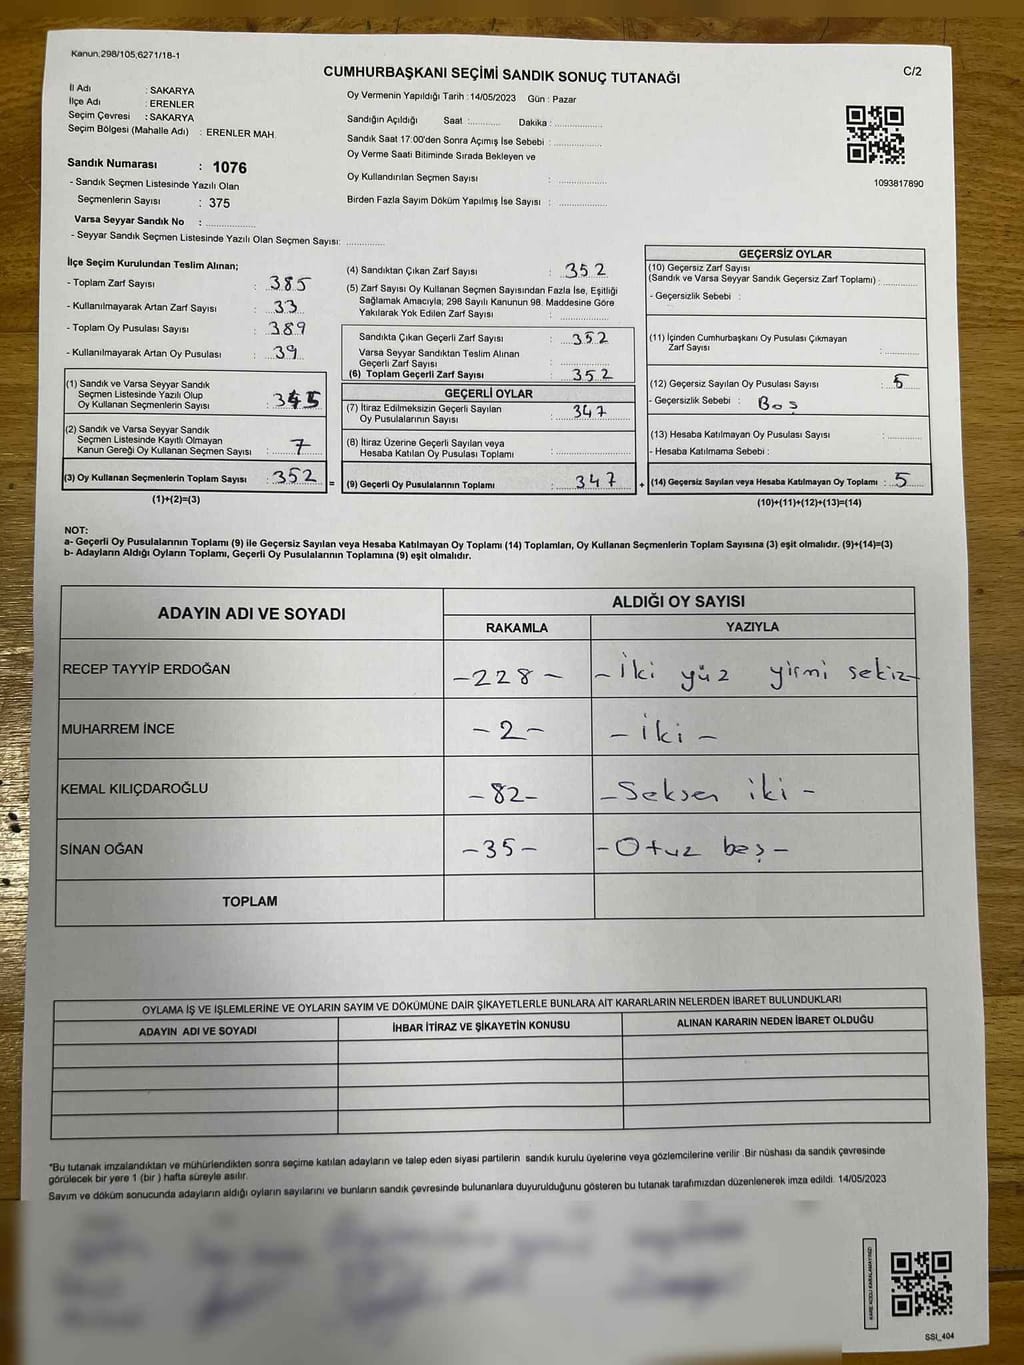 Kanun;298/105,6271/18-1
CUMHURBAŞKANI SEÇİMİ SANDIK SONUÇ TUTANAĞI
C/2
İl Adı : SAKARYA
İlçe Adı : ERENLER
Seçim Çevresi : SAKARYA
Seçim Bölgesi (Mahalle Adı) : ERENLER MAH.
Sandık Numarası : 1076
- Sandık Seçmen Listesinde Yazılı Olan
Seçmenlerin Sayısı : 375
Varsa Seyyar Sandık No : ..............
- Seyyar Sandık Seçmen Listesinde Yazılı Olan Seçmen Sayısı: ............
Oy Vermenin Yapıldığı Tarih : 14/05/2023 Gün : Pazar
Sandığın Açıldığı Saat :.......... Dakika : ..............
Sandık Saat 17.00'den Sonra Açımış İse Sebebi : ..............
Oy Verme Saati Bitiminde Sırada Bekleyen ve
Oy Kullandırılan Seçmen Sayısı : ..............
Birden Fazla Sayım Döküm Yapılmış İse Sayısı : ..............
1093817890
İlçe Seçim Kurulundan Teslim Alınan;
- Toplam Zarf Sayısı : 385
- Kullanılmayarak Artan Zarf Sayısı : 33
- Toplam Oy Pusulası Sayısı : 389
- Kullanılmayarak Artan Oy Pusulası : 39
(1) Sandık ve Varsa Seyyar Sandık
Seçmen Listesinde Yazılı Olup
Oy Kullanan Seçmenlerin Sayısı : 345
(2) Sandık ve Varsa Seyyar Sandık
Seçmen Listesinde Kayıtlı Olmayan
Kanun Gereği Oy Kullanan Seçmen Sayısı : 7
(3) Oy Kullanan Seçmenlerin Toplam Sayısı : 352 =
(1)+(2)=(3)
(4) Sandıktan Çıkan Zarf Sayısı : 352
(5) Zarf Sayısı Oy Kullanan Seçmen Sayısından Fazla İse, Eşitliği
Sağlamak Amacıyla; 298 Sayılı Kanunun 98. Maddesine Göre
Yakılarak Yok Edilen Zarf Sayısı : ..............
Sandıkta Çıkan Geçerli Zarf Sayısı : 352
Varsa Seyyar Sandıktan Teslim Alınan
Geçerli Zarf Sayısı : ..............
(6) Toplam Geçerli Zarf Sayısı : 352
GEÇERLİ OYLAR
(7) İtiraz Edilmeksizin Geçerli Sayılan
Oy Pusulalarının Sayısı : 347
(8) İtiraz Üzerine Geçerli Sayılan veya
Hesaba Katılan Oy Pusulası Toplamı : ..............
(9) Geçerli Oy Pusulalarının Toplamı : 347 +
GEÇERSİZ OYLAR
(10) Geçersiz Zarf Sayısı
(Sandık ve Varsa Seyyar Sandık Geçersiz Zarf Toplamı) : ..........
- Geçersizlik Sebebi :
(11) İçinden Cumhurbaşkanı Oy Pusulası Çıkmayan
Zarf Sayısı : ..........
(12) Geçersiz Sayılan Oy Pusulası Sayısı : 5
- Geçersizlik Sebebi : Boş
(13) Hesaba Katılmayan Oy Pusulası Sayısı : ..........
- Hesaba Katılmama Sebebi :
(14) Geçersiz Sayılan veya Hesaba Katılmayan Oy Toplamı : 5
(10)+(11)+(12)+(13)=(14)
NOT:
a- Geçerli Oy Pusulalarının Toplamı (9) ile Geçersiz Sayılan veya Hesaba Katılmayan Oy Toplamı (14) Toplamları, Oy Kullanan Seçmenlerin Toplam Sayısına (3) eşit olmalıdır. (9)+(14)=(3)
b- Adayların Aldığı Oyların Toplamı, Geçerli Oy Pusulalarının Toplamına (9) eşit olmalıdır.
ADAYIN ADI VE SOYADI ALDIĞI OY SAYISI
RAKAMLA YAZIYLA
RECEP TAYYİP ERDOĞAN -228- -İki yüz yirmi sekiz-
MUHARREM İNCE -2- -İki-
KEMAL KILIÇDAROĞLU -82- -Seksen iki-
SİNAN OĞAN -35- -Otuz beş-
TOPLAM
OYLAMA İŞ VE İŞLEMLERİNE VE OYLARIN SAYIM VE DÖKÜMÜNE DAİR ŞİKAYETLERLE BUNLARA AİT KARARLARIN NELERDEN İBARET BULUNDUKLARI
ADAYIN ADI VE SOYADI İHBAR İTİRAZ VE ŞİKAYETİN KONUSU ALINAN KARARIN NEDEN İBARET OLDUĞU
*Bu tutanak imzalandıktan ve mühürlendikten sonra seçime katılan adayların ve talep eden siyasi partilerin sandık kurulu üyelerine veya gözlemcilerine verilir .Bir nüshası da sandık çevresinde
görülecek bir yere 1 (bir ) hafta süreyle asılır.
Sayım ve döküm sonucunda adayların aldığı oyların sayılarını ve bunların sandık çevresinde bulunanlara duyurulduğunu gösteren bu tutanak tarafımızdan düzenlenerek imza edildi. 14/05/2023
SSI_404